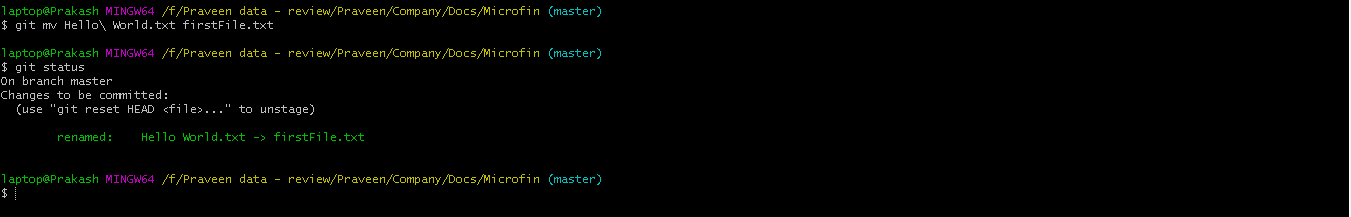 laptop@Prakash MINGW64 /f/Praveen data - review/Praveen/Company/Docs/Microfin (master)
$ git mv Hello\ World.txt firstFile.txt
laptop@Prakash MINGW64 /f/Praveen data - review/Praveen/Company/Docs/Microfin (master)
$ git status
On branch master
Changes to be committed:
  (use "git reset HEAD <file>..." to unstage)
        renamed:    Hello World.txt -> firstFile.txt
laptop@Prakash MINGW64 /f/Praveen data - review/Praveen/Company/Docs/Microfin (master)
$